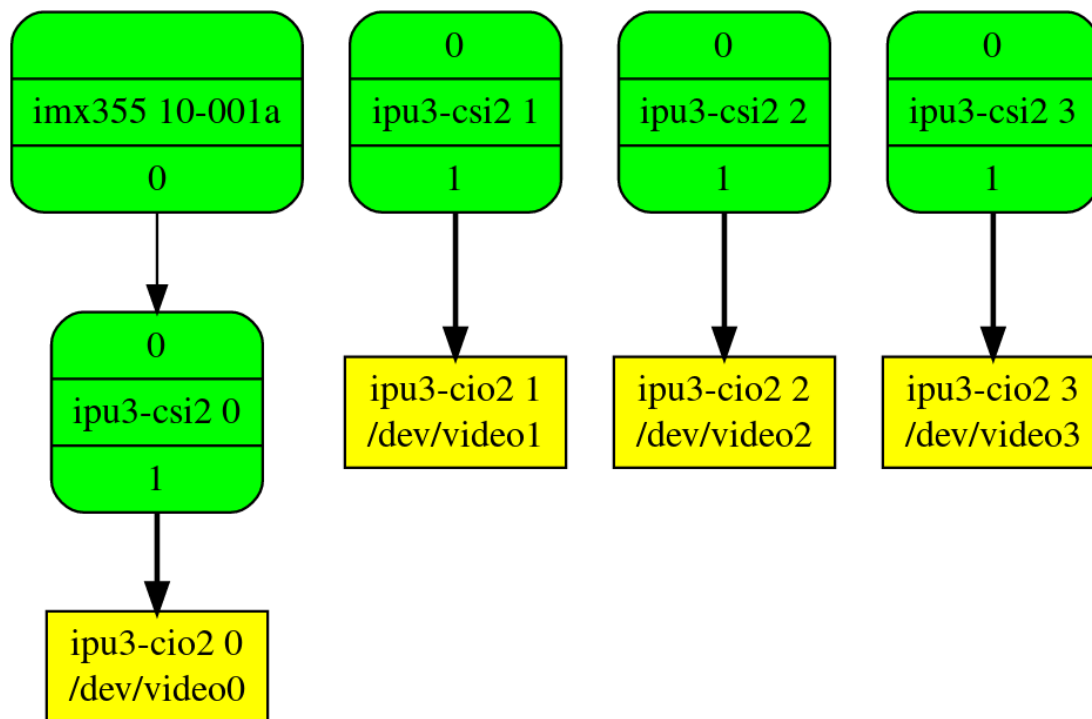 imx355 10-001a
0
0
ipu3-csi2 1
1
0
ipu3-csi2 2
1
0
ipu3-csi2 3
1
0
ipu3-csi2 0
1
ipu3-cio2 1
/dev/video1
ipu3-cio2 2
/dev/video2
ipu3-cio2 3
/dev/video3
ipu3-cio2 0
/dev/video0